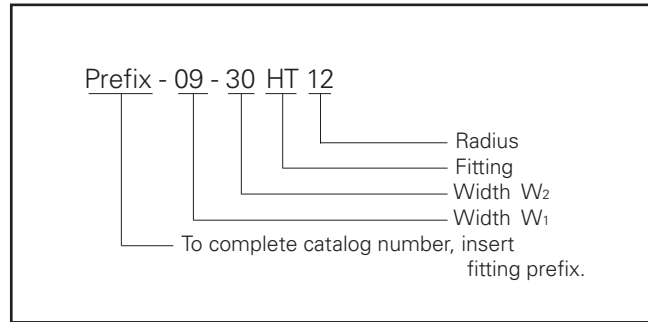 Prefix - 09 - 30 HT 12
Radius
Fitting
Width W₂
Width W₁
To complete catalog number, insert
fitting prefix.